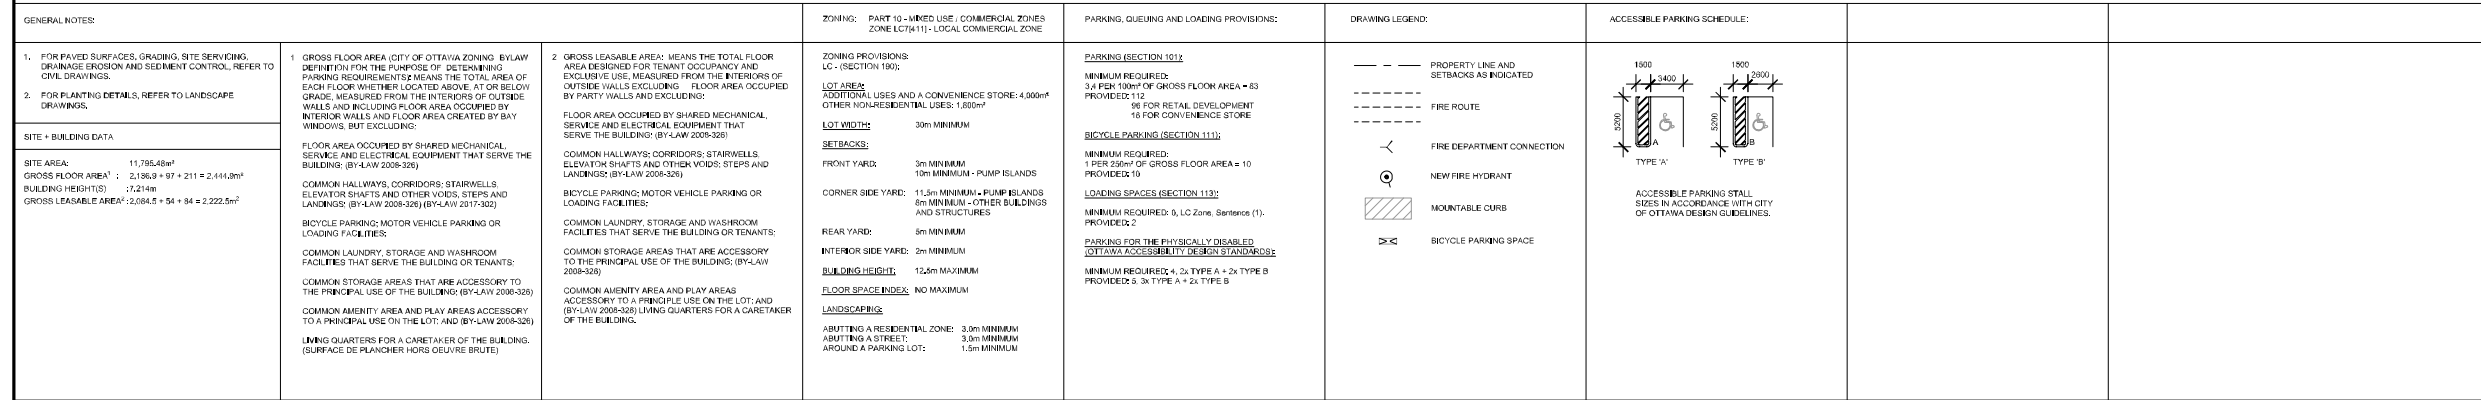 GENERAL NOTES:
1. FOR PAVED SURFACES, GRADING, SITE SERVICING,
DRAINAGE EROSION AND SEDIMENT CONTROL, REFER TO
CIVIL DRAWINGS.
2. FOR PLANTING DETAILS, REFER TO LANDSCAPE
DRAWINGS.
SITE + BUILDING DATA
SITE AREA: 11,795.48m²
GROSS FLOOR AREA¹ : 2,136.9 + 97 + 211 = 2,444.9m²
BUILDING HEIGHT(S) :7.214m
GROSS LEASABLE AREA² : 2,084.5 + 54 + 84 = 2,222.5m²
1 GROSS FLOOR AREA (CITY OF OTTAWA ZONING BYLAW
DEFINITION FOR THE PURPOSE OF DETERMINING
PARKING REQUIREMENTS): MEANS THE TOTAL AREA OF
EACH FLOOR WHETHER LOCATED ABOVE, AT OR BELOW
GRADE, MEASURED FROM THE INTERIORS OF OUTSIDE
WALLS AND INCLUDING FLOOR AREA OCCUPIED BY
INTERIOR WALLS AND FLOOR AREA CREATED BY BAY
WINDOWS, BUT EXCLUDING:
FLOOR AREA OCCUPIED BY SHARED MECHANICAL,
SERVICE AND ELECTRICAL EQUIPMENT THAT SERVE THE
BUILDING; (BY-LAW 2008-326)
COMMON HALLWAYS, CORRIDORS; STAIRWELLS,
ELEVATOR SHAFTS AND OTHER VOIDS, STEPS AND
LANDINGS; (BY-LAW 2008-326) (BY-LAW 2017-302)
BICYCLE PARKING; MOTOR VEHICLE PARKING OR
LOADING FACILITIES;
COMMON LAUNDRY, STORAGE AND WASHROOM
FACILITIES THAT SERVE THE BUILDING OR TENANTS;
COMMON STORAGE AREAS THAT ARE ACCESSORY TO
THE PRINCIPAL USE OF THE BUILDING; (BY-LAW 2008-326)
COMMON AMENITY AREA AND PLAY AREAS ACCESSORY
TO A PRINCIPAL USE ON THE LOT; AND (BY-LAW 2008-326)
LIVING QUARTERS FOR A CARETAKER OF THE BUILDING.
(SURFACE DE PLANCHER HORS OEUVRE BRUTE)
2 GROSS LEASABLE AREA: MEANS THE TOTAL FLOOR
AREA DESIGNED FOR TENANT OCCUPANCY AND
EXCLUSIVE USE, MEASURED FROM THE INTERIORS OF
OUTSIDE WALLS EXCLUDING FLOOR AREA OCCUPIED
BY PARTY WALLS AND EXCLUDING:
FLOOR AREA OCCUPIED BY SHARED MECHANICAL,
SERVICE AND ELECTRICAL EQUIPMENT THAT
SERVE THE BUILDING; (BY-LAW 2008-326)
COMMON HALLWAYS; CORRIDORS; STAIRWELLS,
ELEVATOR SHAFTS AND OTHER VOIDS; STEPS AND
LANDINGS; (BY-LAW 2008-326)
BICYCLE PARKING; MOTOR VEHICLE PARKING OR
LOADING FACILITIES;
COMMON LAUNDRY, STORAGE AND WASHROOM
FACILITIES THAT SERVE THE BUILDING OR TENANTS;
COMMON STORAGE AREAS THAT ARE ACCESSORY
TO THE PRINCIPAL USE OF THE BUILDING; (BY-LAW
2008-326)
COMMON AMENITY AREA AND PLAY AREAS
ACCESSORY TO A PRINCIPLE USE ON THE LOT; AND
(BY-LAW 2008-326) LIVING QUARTERS FOR A CARETAKER
OF THE BUILDING.
ZONING: PART 10 - MIXED USE / COMMERCIAL ZONES
ZONE LC7[411] - LOCAL COMMERCIAL ZONE
ZONING PROVISIONS:
LC - (SECTION 190);
LOT AREA:
ADDITIONAL USES AND A CONVENIENCE STORE: 4,000m²
OTHER NON-RESIDENTIAL USES: 1,800m²
LOT WIDTH: 30m MINIMUM
SETBACKS:
FRONT YARD: 3m MINIMUM
10m MINIMUM - PUMP ISLANDS
CORNER SIDE YARD: 11.5m MINIMUM - PUMP ISLANDS
8m MINIMUM - OTHER BUILDINGS
AND STRUCTURES
REAR YARD: 5m MINIMUM
INTERIOR SIDE YARD: 2m MINIMUM
BUILDING HEIGHT: 12.5m MAXIMUM
FLOOR SPACE INDEX: NO MAXIMUM
LANDSCAPING:
ABUTTING A RESIDENTIAL ZONE: 3.0m MINIMUM
ABUTTING A STREET: 3.0m MINIMUM
AROUND A PARKING LOT: 1.5m MINIMUM
PARKING, QUEUING AND LOADING PROVISIONS:
PARKING (SECTION 101):
MINIMUM REQUIRED:
3.4 PER 100m² OF GROSS FLOOR AREA = 83
PROVIDED: 112
96 FOR RETAIL DEVELOPMENT
16 FOR CONVENIENCE STORE
BICYCLE PARKING (SECTION 111):
MINIMUM REQUIRED:
1 PER 250m² OF GROSS FLOOR AREA = 10
PROVIDED: 10
LOADING SPACES (SECTION 113):
MINIMUM REQUIRED: 0, LC Zone, Sentence (1).
PROVIDED: 2
PARKING FOR THE PHYSICALLY DISABLED
(OTTAWA ACCESSIBILITY DESIGN STANDARDS):
MINIMUM REQUIRED: 4, 2x TYPE A + 2x TYPE B
PROVIDED: 5, 3x TYPE A + 2x TYPE B
DRAWING LEGEND:
PROPERTY LINE AND
SETBACKS AS INDICATED
FIRE ROUTE
FIRE DEPARTMENT CONNECTION
NEW FIRE HYDRANT
MOUNTABLE CURB
BICYCLE PARKING SPACE
ACCESSIBLE PARKING SCHEDULE:
1500 3400
5200
A
TYPE 'A'
1500 2600
5200
B
TYPE 'B'
ACCESSIBLE PARKING STALL
SIZES IN ACCORDANCE WITH CITY
OF OTTAWA DESIGN GUIDELINES.